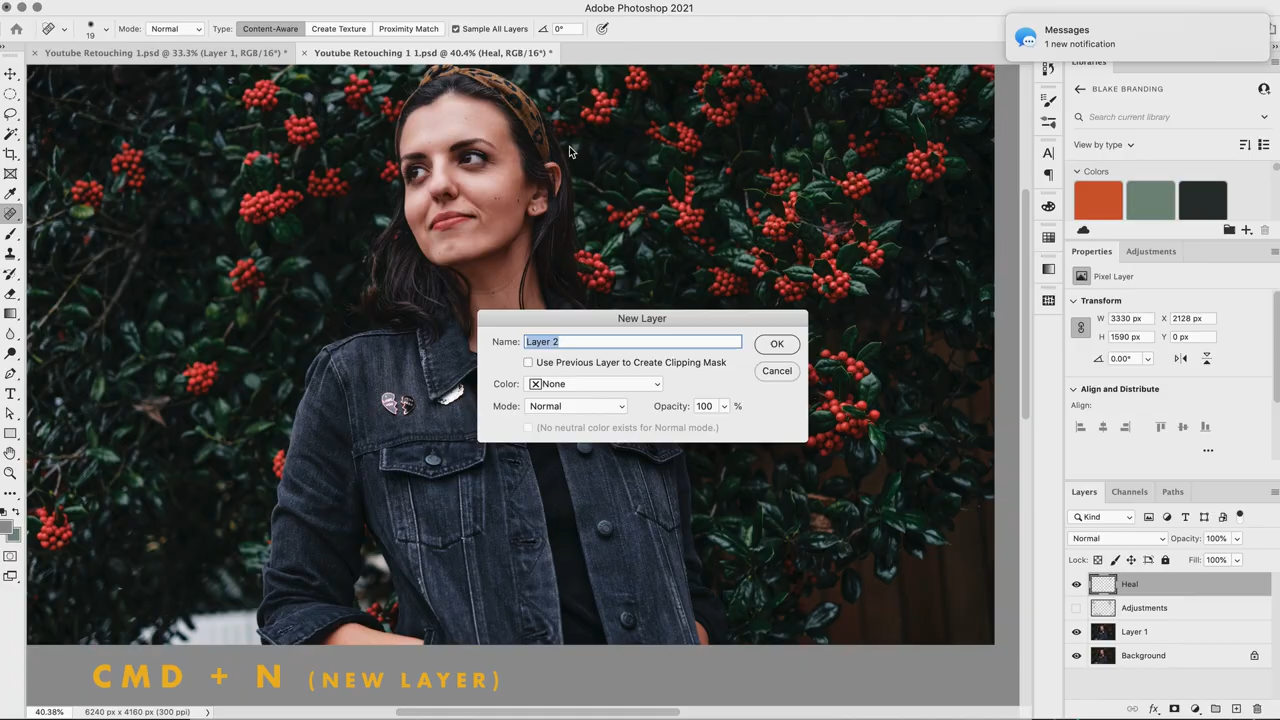 Adobe Photoshop 2021
19
Mode: Normal Type: Content-Aware Create Texture Proximity Match Sample All Layers 0°
Messages
1 new notification
Youtube Retouching 1.psd @ 33.3% (Layer 1, RGB/16*) *
Youtube Retouching 1 1.psd @ 40.4% (Heal, RGB/16*) *
Libraries
BLAKE BRANDING
Search current library
View by type
Colors
Properties Adjustments
Pixel Layer
Transform
W 3330 px X 2128 px
H 1590 px Y 0 px
0.00°
Align and Distribute
Align:
New Layer
Name: Layer 2
OK
Use Previous Layer to Create Clipping Mask
Cancel
Color: None
Mode: Normal Opacity: 100 %
(No neutral color exists for Normal mode.)
Layers Channels Paths
Kind
Normal Opacity: 100%
Lock: Fill: 100%
Heal
Adjustments
Layer 1
Background
CMD + N (NEW LAYER)
40.38% 6240 px x 4160 px (300 ppi)